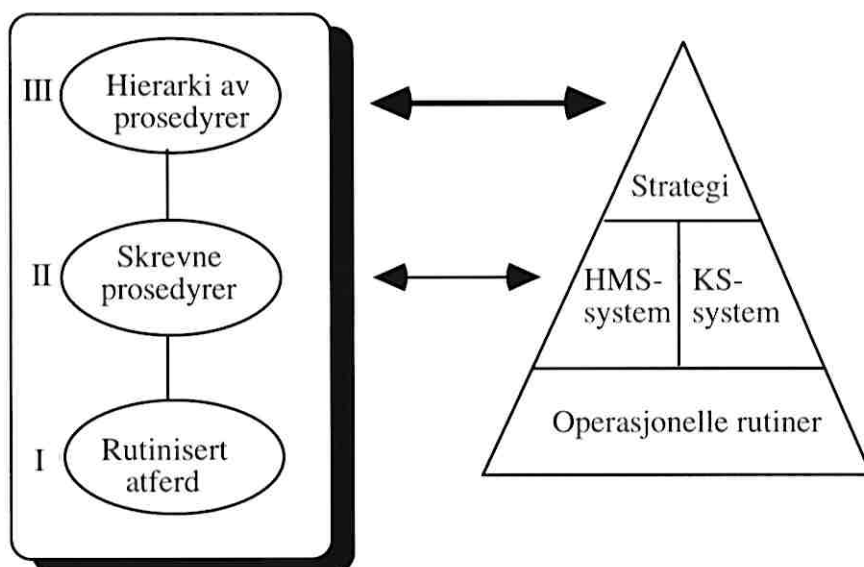 III
Hierarki av
prosedyrer
II
Skrevne
prosedyrer
I
Rutinisert
atferd
Strategi
HMS-
system
KS-
system
Operasjonelle rutiner